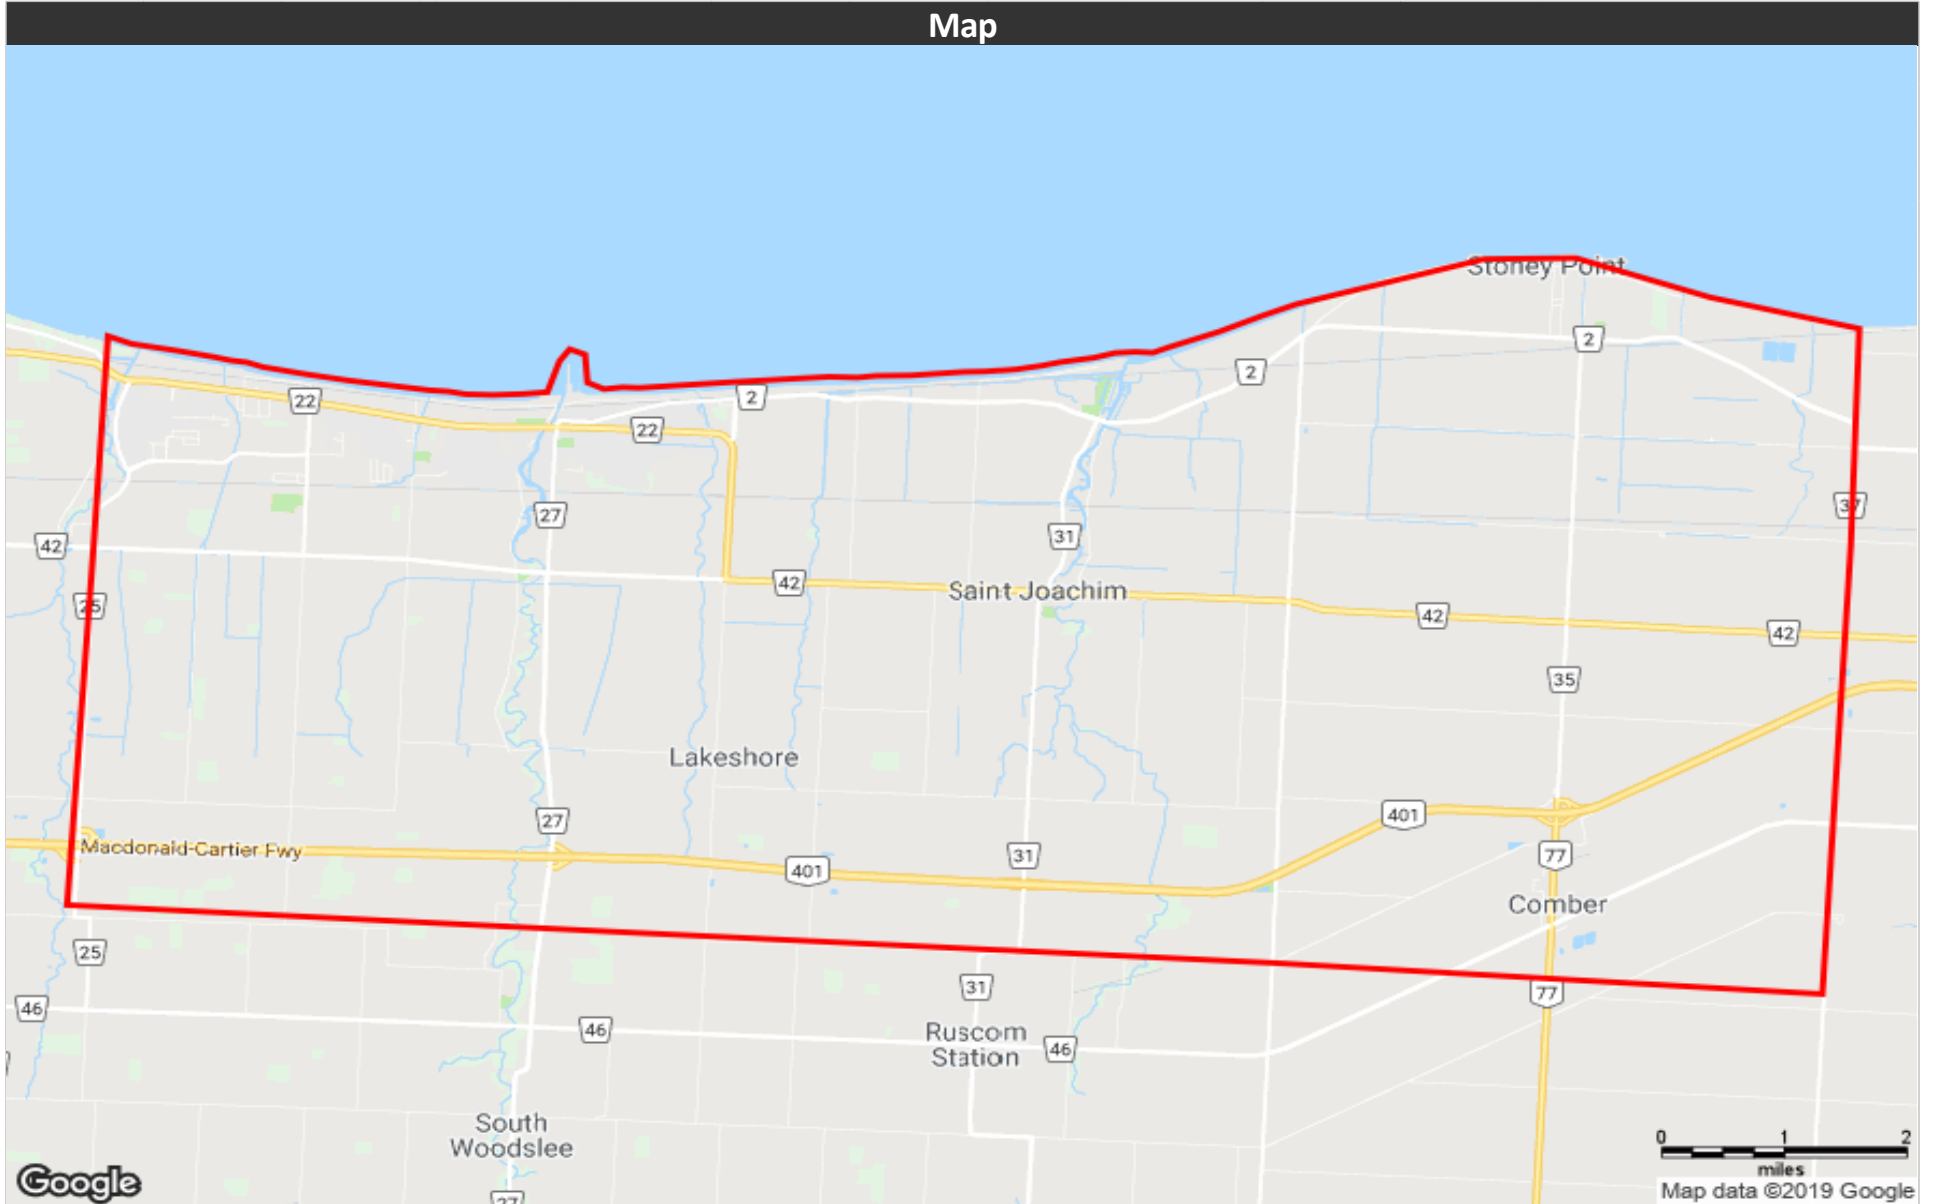 Map
Stoney Point
2
2
2
22
22
27
37
31
42
42
Saint Joachim
42
42
25
35
Lakeshore
401
27
Macdonald-Cartier Fwy
401
31
77
Comber
25
31
77
46
46
Ruscom
Station
46
South
Woodslee
27
0 1 2
miles
Google
Map data ©2019 Google